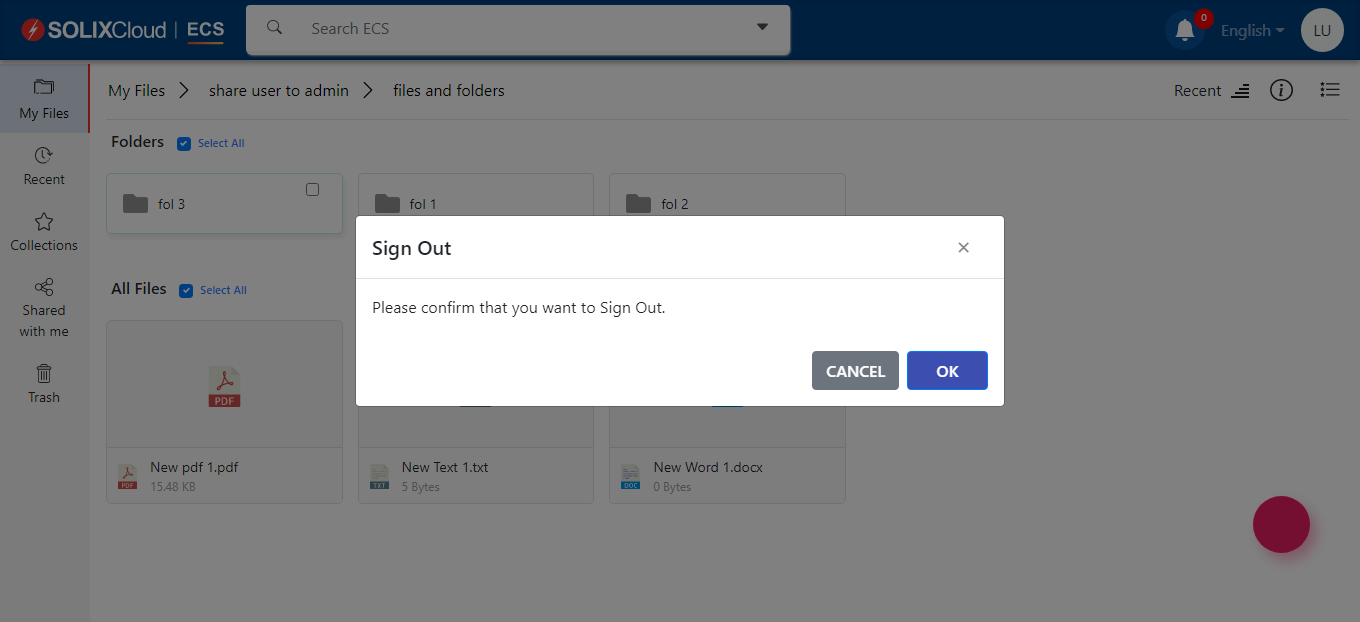 SOLIXCloud | ECS
Search ECS
0
English
LU
My Files
Recent
Collections
Shared
with me
Trash
My Files
share user to admin
files and folders
Recent
Folders
Select All
fol 3
fol 1
fol 2
Sign Out
×
Please confirm that you want to Sign Out.
CANCEL
OK
All Files
Select All
PDF
PDF
New pdf 1.pdf
15.48 KB
TXT
New Text 1.txt
5 Bytes
DOC
New Word 1.docx
0 Bytes